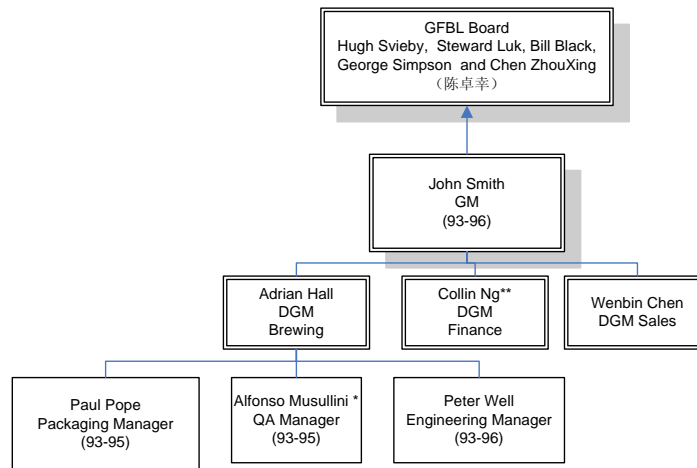 GFBL Board
Hugh Svieby, Steward Luk, Bill Black,
George Simpson and Chen ZhouXing
（陈卓幸）
John Smith
GM
(93-96)
Adrian Hall
DGM
Brewing
Collin Ng**
DGM
Finance
Wenbin Chen
DGM Sales
Paul Pope
Packaging Manager
(93-95)
Alfonso Musullini *
QA Manager
(93-95)
Peter Well
Engineering Manager
(93-96)